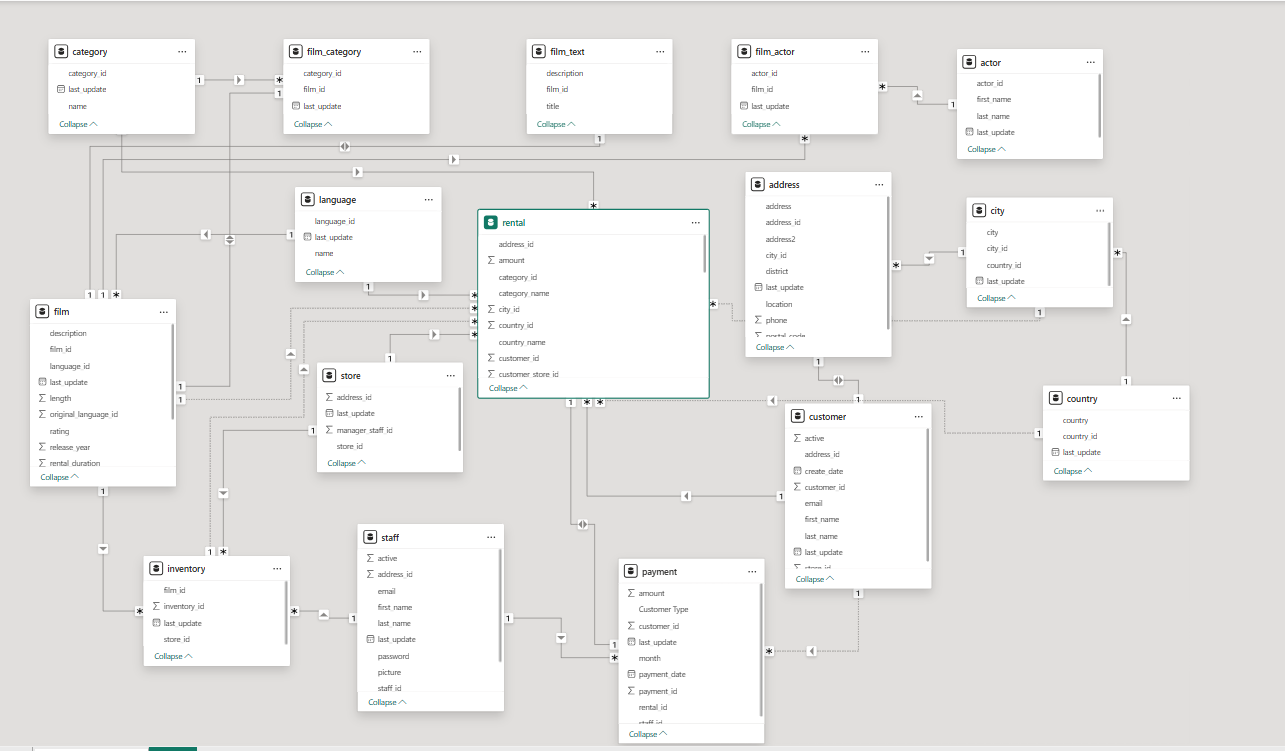 category
category_id
last_update
name
Collapse
film_category
category_id
film_id
last_update
Collapse
film_text
description
film_id
title
Collapse
film_actor
actor_id
film_id
last_update
Collapse
actor
actor_id
first_name
last_name
last_update
Collapse
language
language_id
last_update
name
Collapse
rental
address_id
amount
category_id
category_name
city_id
country_id
country_name
customer_id
customer_store_id
Collapse
address
address
address_id
address2
city_id
district
last_update
location
phone
postal_code
Collapse
city
city
city_id
country_id
last_update
Collapse
film
description
film_id
language_id
last_update
length
original_language_id
rating
release_year
rental_duration
Collapse
store
address_id
last_update
manager_staff_id
store_id
Collapse
customer
active
address_id
create_date
customer_id
email
first_name
last_name
last_update
store_id
Collapse
country
country
country_id
last_update
Collapse
inventory
film_id
inventory_id
last_update
store_id
Collapse
staff
active
address_id
email
first_name
last_name
last_update
password
picture
staff_id
Collapse
payment
amount
Customer Type
customer_id
last_update
month
payment_date
payment_id
rental_id
staff_id
Collapse